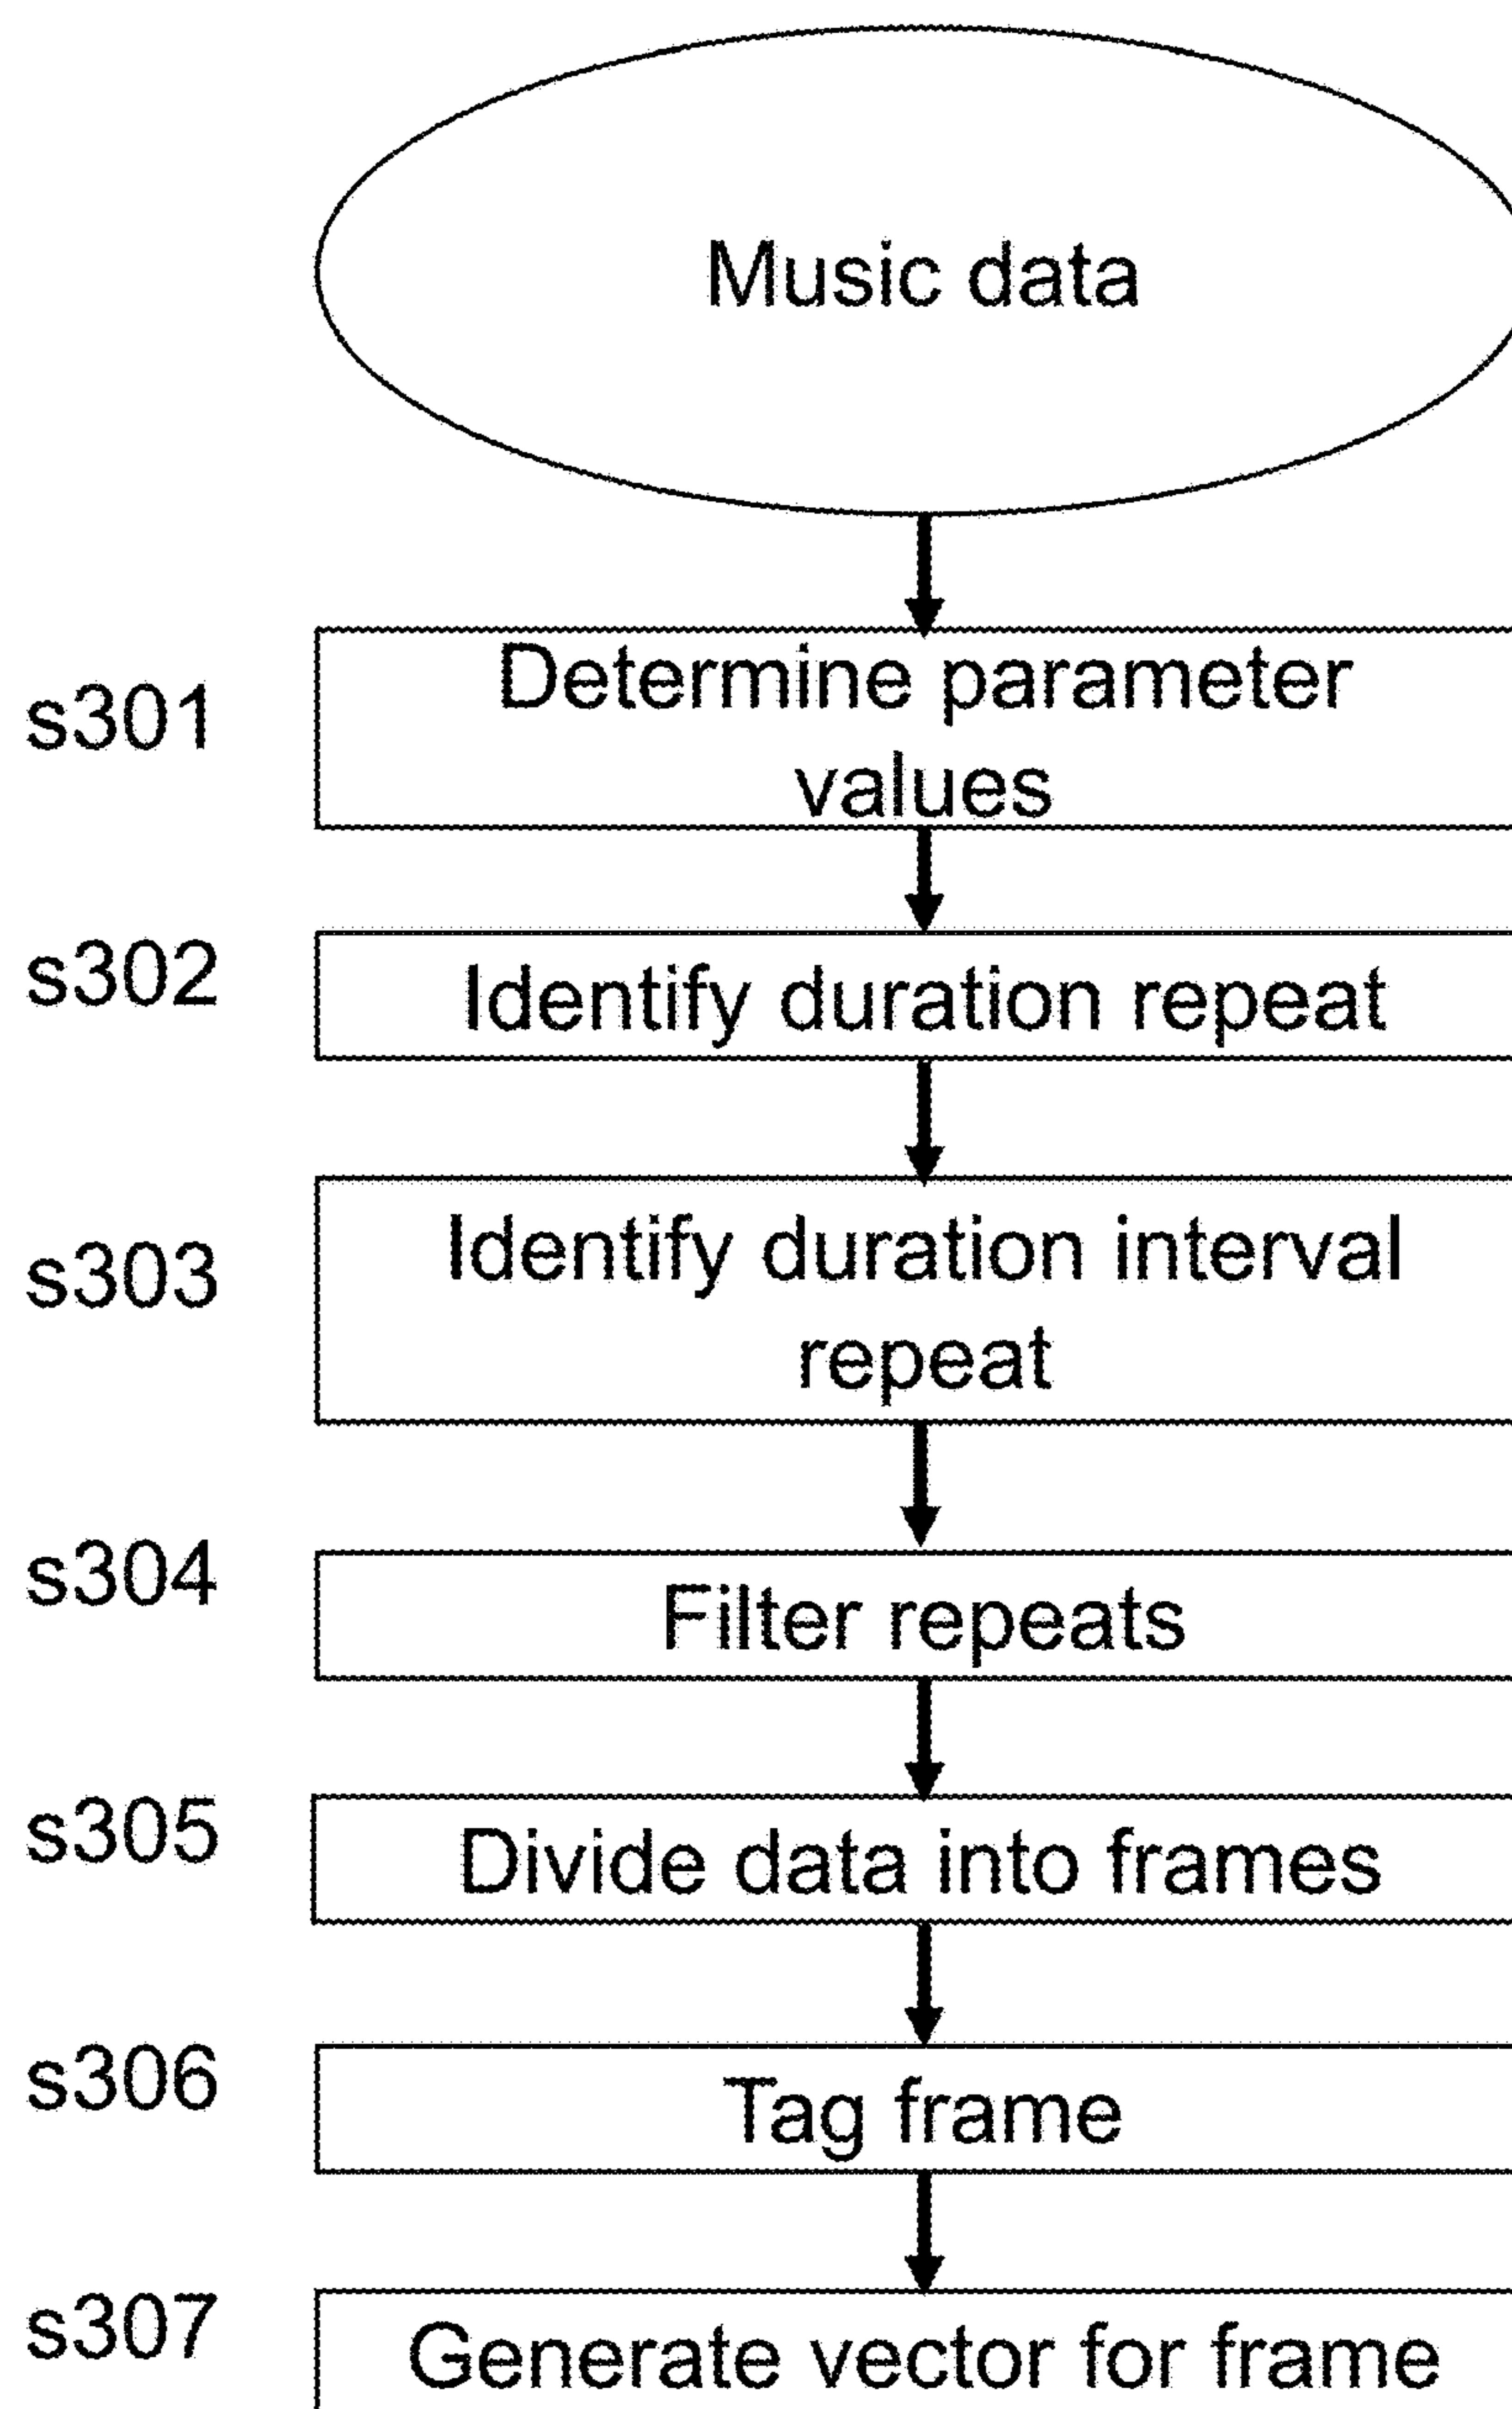 Music data
s301
Determine parameter
values
s302
Identify duration repeat
s303
Identify duration interval
repeat
s304
Filter repeats
s305
Divide data into frames
s306
Tag frame
s307
Generate vector for frame